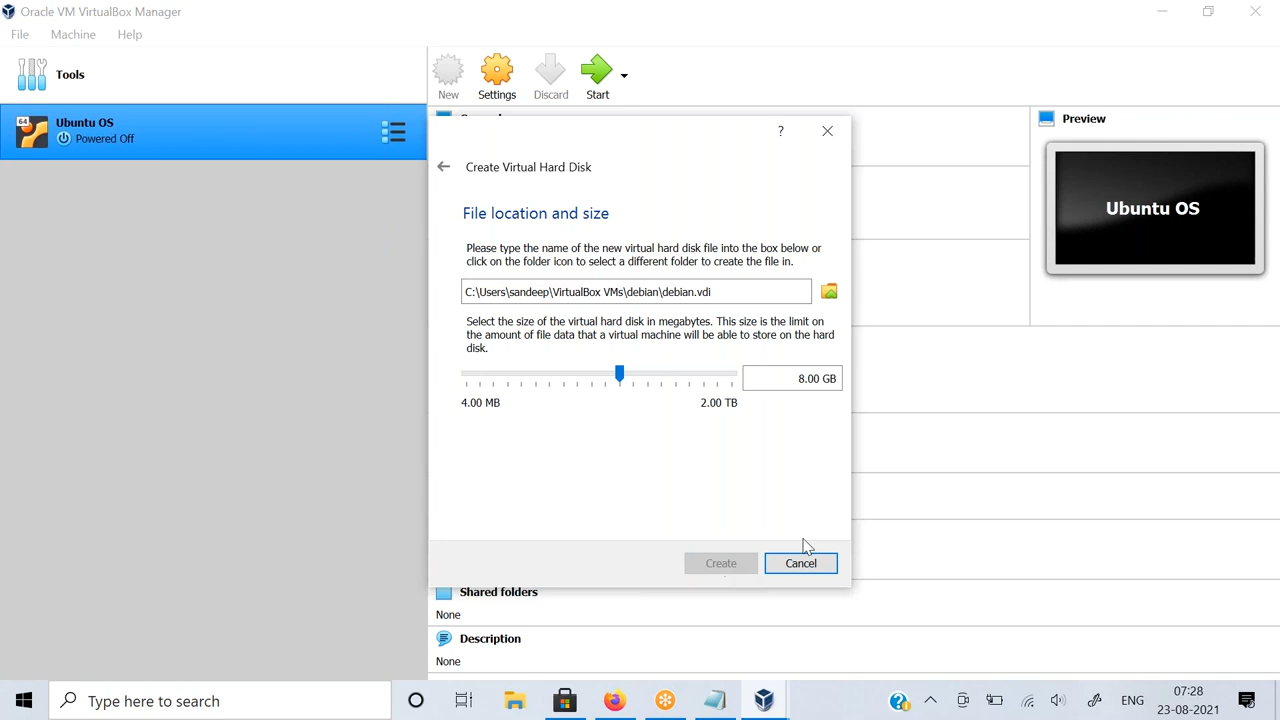 Oracle VM VirtualBox Manager
File Machine Help
Tools
New Settings Discard Start
64
Ubuntu OS
Powered Off
Preview
Ubuntu OS
?
Create Virtual Hard Disk
File location and size
Please type the name of the new virtual hard disk file into the box below or
click on the folder icon to select a different folder to create the file in.
C:\Users\sandeep\VirtualBox VMs\debian\debian.vdi
Select the size of the virtual hard disk in megabytes. This size is the limit on
the amount of file data that a virtual machine will be able to store on the hard
disk.
8.00 GB
4.00 MB 2.00 TB
Create Cancel
Shared folders
None
Description
None
Type here to search
ENG
07:28
23-08-2021